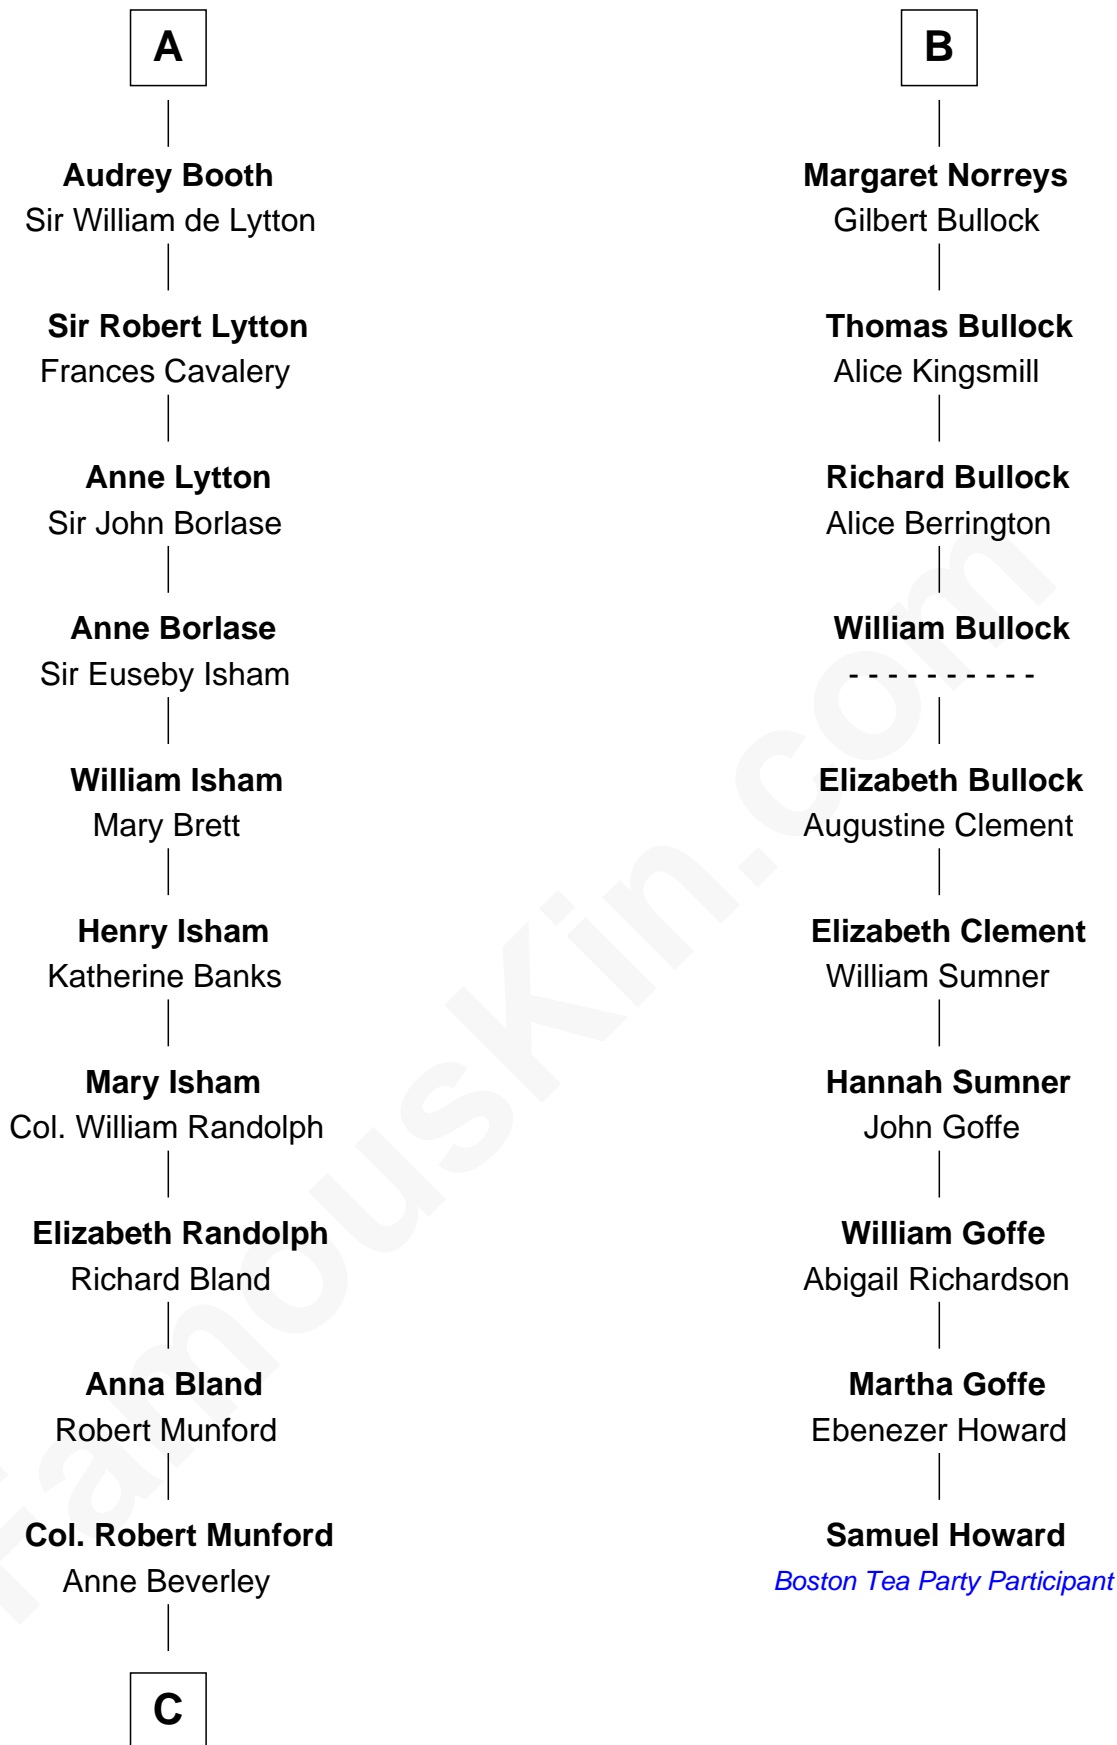 A
Audrey Booth
Sir William de Lytton
Sir Robert Lytton
Frances Cavalery
Anne Lytton
Sir John Borlase
Anne Borlase
Sir Euseby Isham
William Isham
Mary Brett
Henry Isham
Katherine Banks
Mary Isham
Col. William Randolph
Elizabeth Randolph
Richard Bland
Anna Bland
Robert Munford
Col. Robert Munford
Anne Beverley
C
B
Margaret Norreys
Gilbert Bullock
Thomas Bullock
Alice Kingsmill
Richard Bullock
Alice Berrington
William Bullock
- - - - - - - - - -
Elizabeth Bullock
Augustine Clement
Elizabeth Clement
William Sumner
Hannah Sumner
John Goffe
William Goffe
Abigail Richardson
Martha Goffe
Ebenezer Howard
Samuel Howard
Boston Tea Party Participant
FamousKin.com